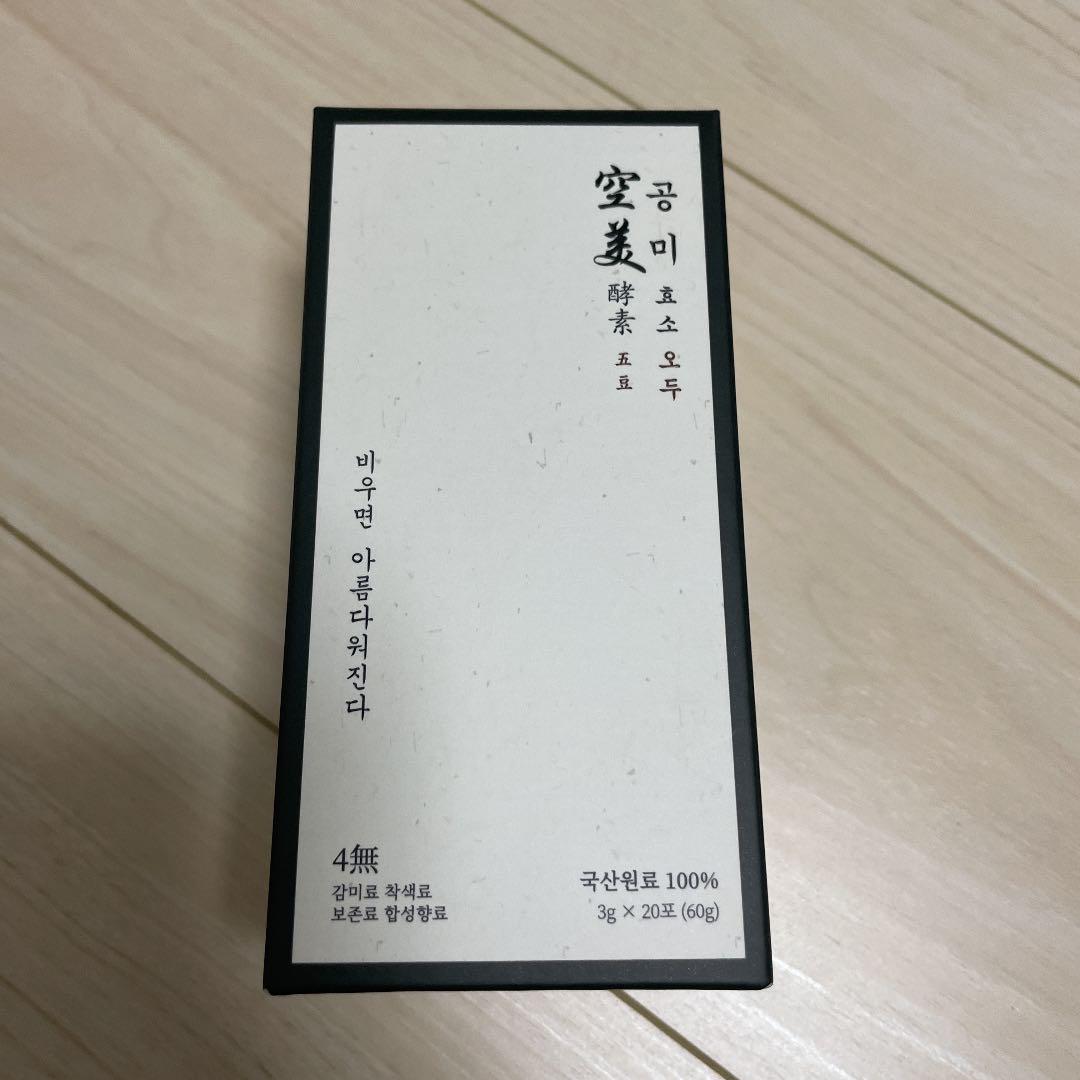 공미 효소 오두
空美 酵素 五豆
비우면 아름다워진다
4無
감미료 착색료
보존료 합성향료
국산원료 100%
3g × 20포 (60g)